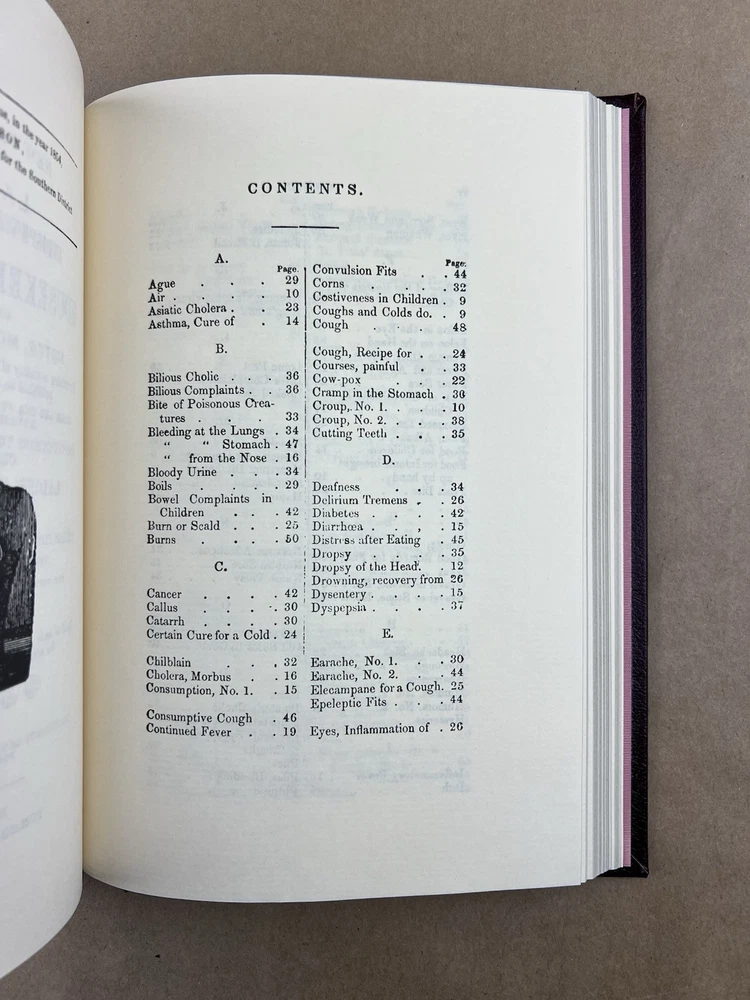 in the year 1864,
for the Southern District
CONTENTS.
A.
Page.
Ague . . . 29
Air . . . . 10
Asiatic Cholera . . 23
Asthma, Cure of . 14
B.
Bilious Cholic . . . 36
Bilious Complaints . . 36
Bite of Poisonous Crea-
tures . . . 33
Bleeding at the Lungs . 34
“ “ Stomach . 47
“ from the Nose . 16
Bloody Urine . . . 34
Boils . . . . 29
Bowel Complaints in
Children . . . 42
Burn or Scald . . . 25
Burns . . . . 50
C.
Cancer . . . . 42
Callus . . . . 30
Catarrh . . . . 30
Certain Cure for a Cold . 24
Chilblain . . . 32
Cholera, Morbus . . 16
Consumption, No. 1. . 15
Consumptive Cough . 46
Continued Fever . . 19
Page.
Convulsion Fits . . 44
Corns . . . . 32
Costiveness in Children . 9
Coughs and Colds do. . 9
Cough . . . 48
Cough, Recipe for . . 24
Courses, painful . . 33
Cow-pox . . . 22
Cramp in the Stomach . 36
Croup, No. 1. . . 10
Croup, No. 2. . . 38
Cutting Teeth . . . 35
D.
Deafness . . . 34
Delirium Tremens . . 26
Diabetes . . . 42
Diarrhœa . . . 15
Distress after Eating . 45
Dropsy . . . . 35
Dropsy of the Head. . 12
Drowning, recovery from 26
Dysentery . . . 15
Dyspepsia . . . 37
E.
Earache, No. 1. . . 30
Earache, No. 2. . . 44
Elecampane for a Cough. 25
Epeleptic Fits . . . 44
Eyes, Inflammation of . 26